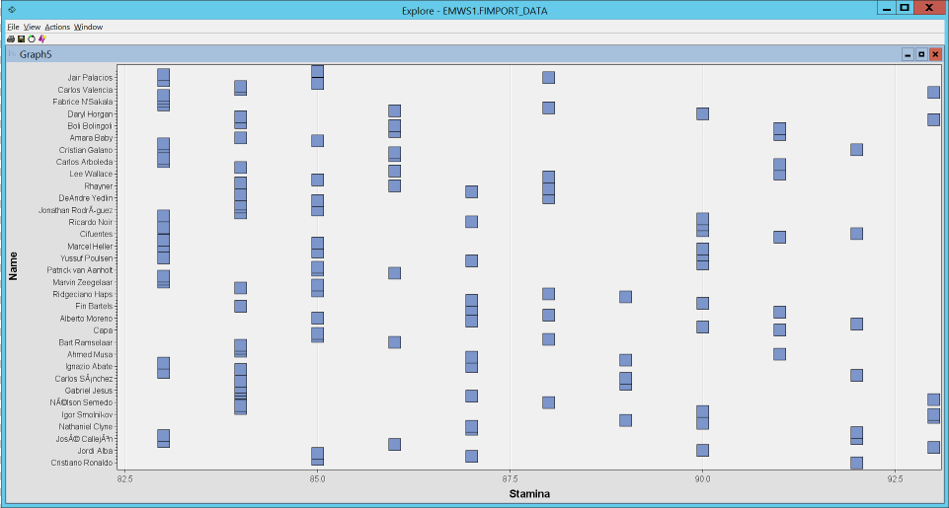 Explore - EMWS1.FIMPORT_DATA
File View Actions Window
Graph5
Name
Jair Palacios
Carlos Valencia
Fabrice N'Sakala
Daryl Horgan
Boli Bolingoli
Amara Baby
Cristian Galano
Carlos Arboleda
Lee Wallace
Rhayner
DeAndre Yedlin
Jonathan RodrÃ-guez
Ricardo Noir
Cifuentes
Marcel Heller
Yussuf Poulsen
Patrick van Aanholt
Marvin Zeegelaar
Ridgeciano Haps
Fin Bartels
Alberto Moreno
Capa
Bart Ramselaar
Ahmed Musa
Ignazio Abate
Carlos SÃ¡nchez
Gabriel Jesus
NÃ©lson Semedo
Igor Smolnikov
Nathaniel Clyne
JosÃ© CallejÃ³n
Jordi Alba
Cristiano Ronaldo
82.5 85.0 87.5 90.0 92.5
Stamina